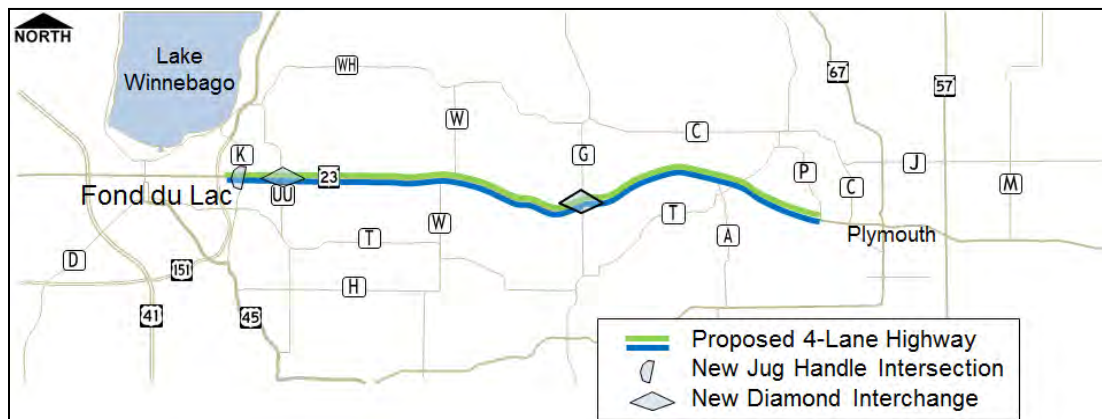 NORTH
Lake
Winnebago
WH
67
57
W
C
K
G
J
23
P
Fond du Lac
UU
C
M
W
T
A
Plymouth
T
D
151
H
41
45
Proposed 4-Lane Highway
New Jug Handle Intersection
New Diamond Interchange